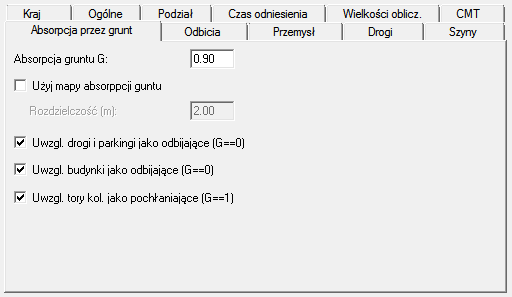 Kraj Ogólne Podział Czas odniesienia Wielkości oblicz. CMT
Absorpcja przez grunt Odbicia Przemysł Drogi Szyny
Absorpcja gruntu G: 0.90
Użyj mapy absorppcji guntu
Rozdzielczość (m): 2.00
Uwzgl. drogi i parkingi jako odbijające (G==0)
Uwzgl. budynki jako odbijające (G==0)
Uwzgl. tory kol. jako pochłaniające (G==1)